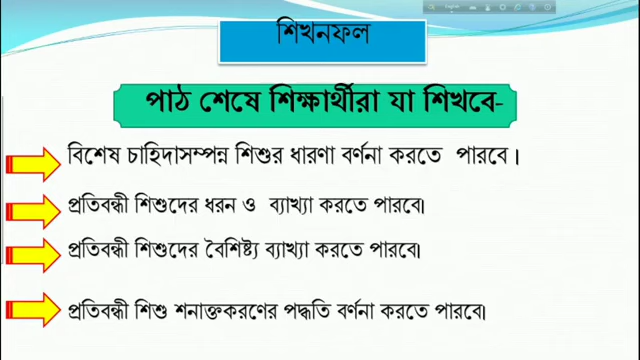 শিখনফল
পাঠ শেষে শিক্ষার্থীরা যা শিখবে-
বিশেষ চাহিদাসম্পন্ন শিশুর ধারণা বর্ণনা করতে পারবে।
প্রতিবন্ধী শিশুদের ধরন ও ব্যাখ্যা করতে পারবে।
প্রতিবন্ধী শিশুদের বৈশিষ্ট্য ব্যাখ্যা করতে পারবে।
প্রতিবন্ধী শিশু শনাক্তকরণের পদ্ধতি বর্ণনা করতে পারবে।